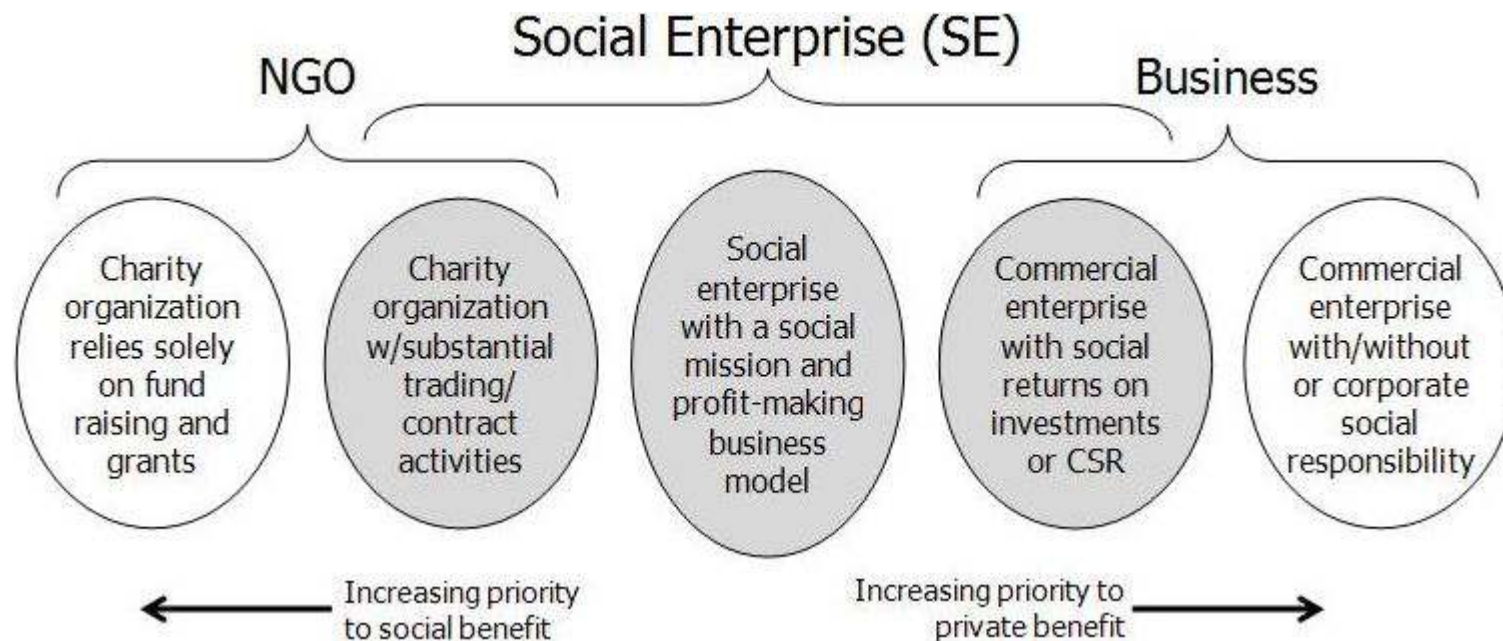 Social Enterprise (SE)
NGO
Business
Charity
organization
relies solely
on fund
raising and
grants
Charity
organization
w/substantial
trading/
contract
activities
Social
enterprise
with a social
mission and
profit-making
business
model
Commercial
enterprise
with social
returns on
investments
or CSR
Commercial
enterprise
with/without
or corporate
social
responsibility
Increasing priority
to social benefit
Increasing priority to
private benefit